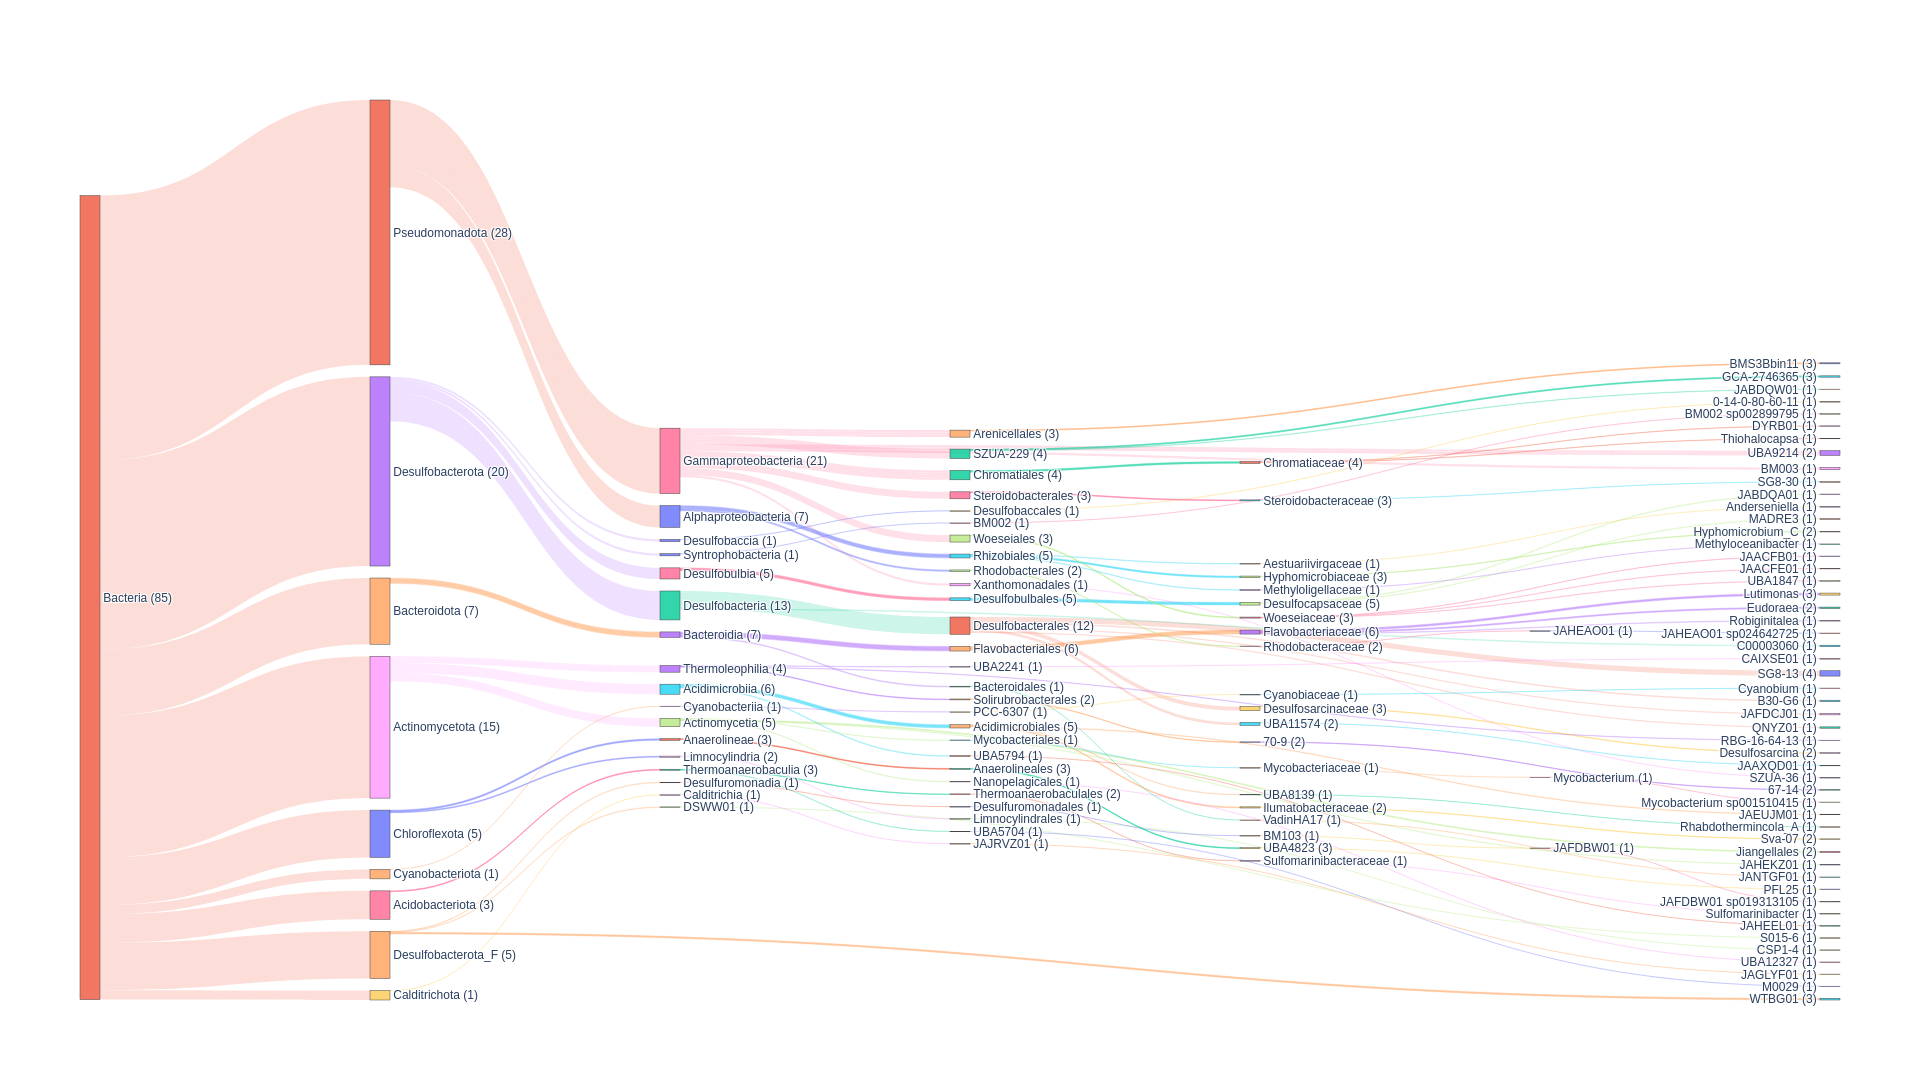 Bacteria (85)
Pseudomonadota (28)
Desulfobacterota (20)
Bacteroidota (7)
Actinomycetota (15)
Chloroflexota (5)
Cyanobacteriota (1)
Acidobacteriota (3)
Desulfobacterota_F (5)
Calditrichota (1)
Gammaproteobacteria (21)
Alphaproteobacteria (7)
Desulfobaccia (1)
Syntrophobacteria (1)
Desulfobulbia (5)
Desulfobacteria (13)
Bacteroidia (7)
Thermoleophilia (4)
Acidimicrobiia (6)
Cyanobacteriia (1)
Actinomycetia (5)
Anaerolineae (3)
Limnocylindria (2)
Thermoanaerobaculia (3)
Desulfuromonadia (1)
Calditrichia (1)
DSWW01 (1)
Arenicellales (3)
SZUA-229 (4)
Chromatiales (4)
Steroidobacterales (3)
Desulfobaccales (1)
BM002 (1)
Woeseiales (3)
Rhizobiales (5)
Rhodobacterales (2)
Xanthomonadales (1)
Desulfobulbales (5)
Desulfobacterales (12)
Flavobacteriales (6)
UBA2241 (1)
Bacteroidales (1)
Solirubrobacterales (2)
PCC-6307 (1)
Acidimicrobiales (5)
Mycobacteriales (1)
UBA5794 (1)
Anaerolineales (3)
Nanopelagicales (1)
Thermoanaerobaculales (2)
Desulfuromonadales (1)
Limnocylindrales (1)
UBA5704 (1)
JAJRVZ01 (1)
Chromatiaceae (4)
Steroidobacteraceae (3)
Aestuariivirgaceae (1)
Hyphomicrobiaceae (3)
Methyloligellaceae (1)
Desulfocapsaceae (5)
Woeseiaceae (3)
Flavobacteriaceae (6)
Rhodobacteraceae (2)
Cyanobiaceae (1)
Desulfosarcinaceae (3)
UBA11574 (2)
70-9 (2)
Mycobacteriaceae (1)
UBA8139 (1)
Ilumatobacteraceae (2)
VadinHA17 (1)
BM103 (1)
UBA4823 (3)
Sulfomarinibacteraceae (1)
JAHEAO01 (1)
Mycobacterium (1)
JAFDBW01 (1)
BMS3Bbin11 (3)
GCA-2746365 (3)
JABDQW01 (1)
0-14-0-80-60-11 (1)
BM002 sp002899795 (1)
DYRB01 (1)
Thiohalocapsa (1)
UBA9214 (2)
BM003 (1)
SG8-30 (1)
JABDQA01 (1)
Anderseniella (1)
MADRE3 (1)
Hyphomicrobium_C (2)
Methyloceanibacter (1)
JAACFB01 (1)
JAACFE01 (1)
UBA1847 (1)
Lutimonas (3)
Eudoraea (2)
Robiginitalea (1)
JAHEAO01 sp024642725 (1)
C00003060 (1)
CAIXSE01 (1)
SG8-13 (4)
Cyanobium (1)
B30-G6 (1)
JAFDCJ01 (1)
QNYZ01 (1)
RBG-16-64-13 (1)
Desulfosarcina (2)
JAAXQD01 (1)
SZUA-36 (1)
67-14 (2)
Mycobacterium sp001510415 (1)
JAEUJM01 (1)
Rhabdothermincola_A (1)
Sva-07 (2)
Jiangellales (2)
JAHEKZ01 (1)
JANTGF01 (1)
PFL25 (1)
JAFDBW01 sp019313105 (1)
Sulfomarinibacter (1)
JAHEEL01 (1)
S015-6 (1)
CSP1-4 (1)
UBA12327 (1)
JAGLYF01 (1)
M0029 (1)
WTBG01 (3)